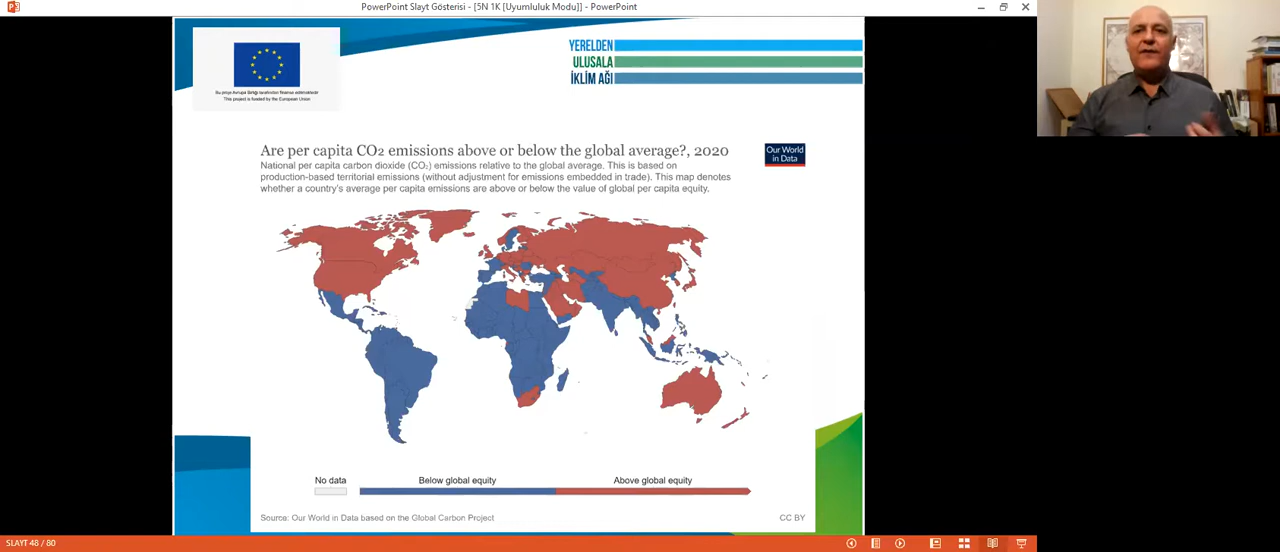 PowerPoint Slayt Gösterisi - [5N 1K [Uyumluluk Modu]] - PowerPoint
Bu proje Avrupa Birliği tarafından finanse edilmektedir
This project is funded by the European Union
YERELDEN
ULUSALA
İKLİM AĞI
Are per capita CO₂ emissions above or below the global average?, 2020
Our World
in Data
National per capita carbon dioxide (CO₂) emissions relative to the global average. This is based on
production-based territorial emissions (without adjustment for emissions embedded in trade). This map denotes
whether a country's average per capita emissions are above or below the value of global per capita equity.
No data
Below global equity
Above global equity
Source: Our World in Data based on the Global Carbon Project
CC BY
SLAYT 48 / 80